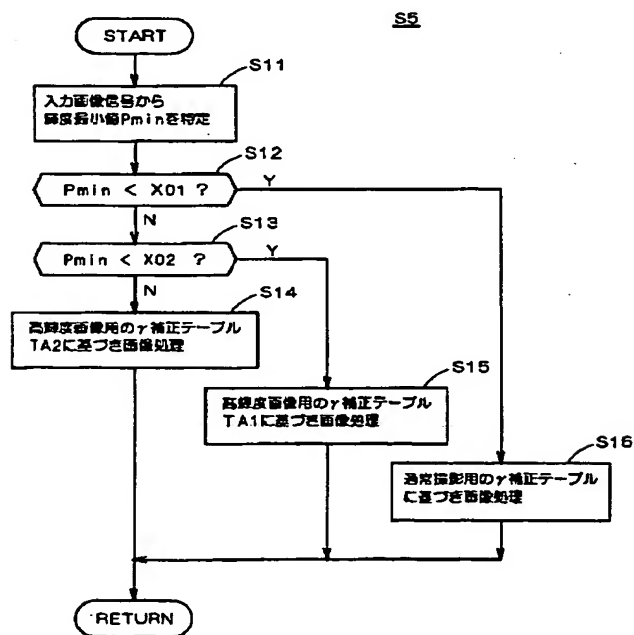 S5
START
S11
入力画像信号から
輝度最小値Pminを特定
S12
Pmin < X01 ?
Y
N
S13
Pmin < X02 ?
Y
N
S14
高輝度画像用のγ補正テーブル
TA2に基づき画像処理
S15
高輝度画像用のγ補正テーブル
TA1に基づき画像処理
S16
通常撮影用のγ補正テーブル
に基づき画像処理
RETURN